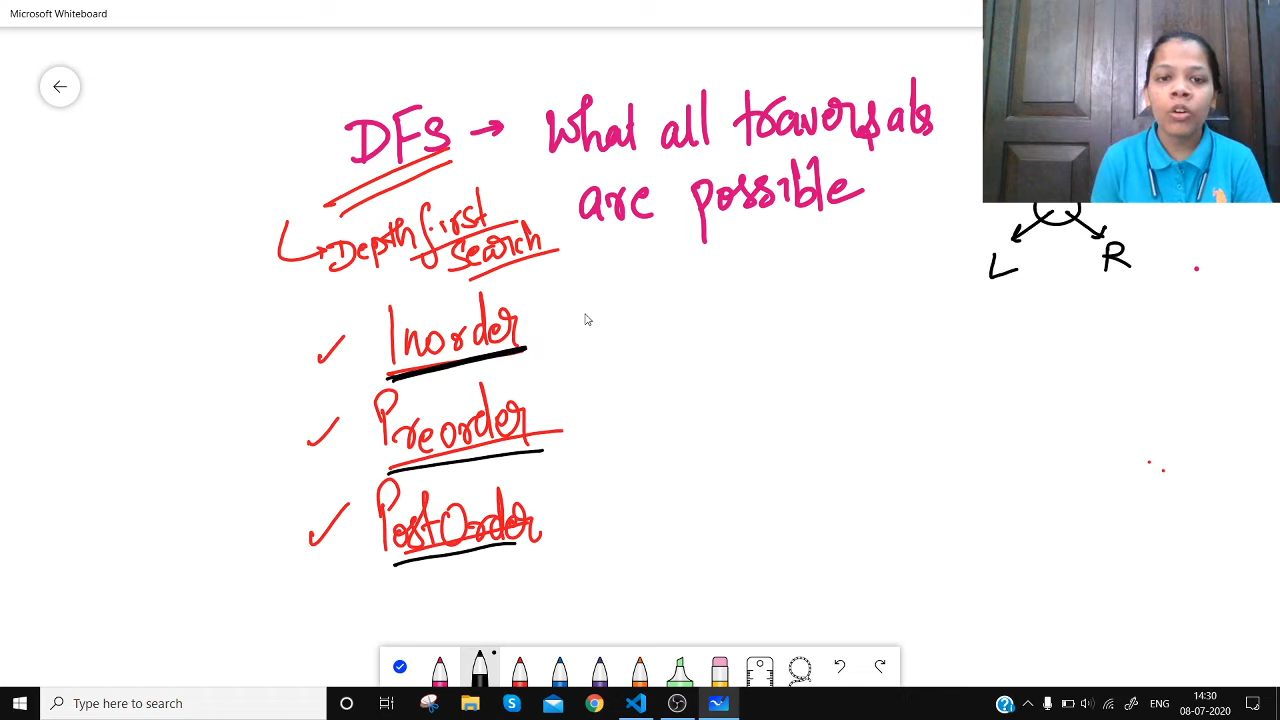 Microsoft Whiteboard
DFS → What all traversals
are possible
Depth first
Search
L R
Inorder
Preorder
PostOrder
Type here to search
ENG
14:30
08-07-2020